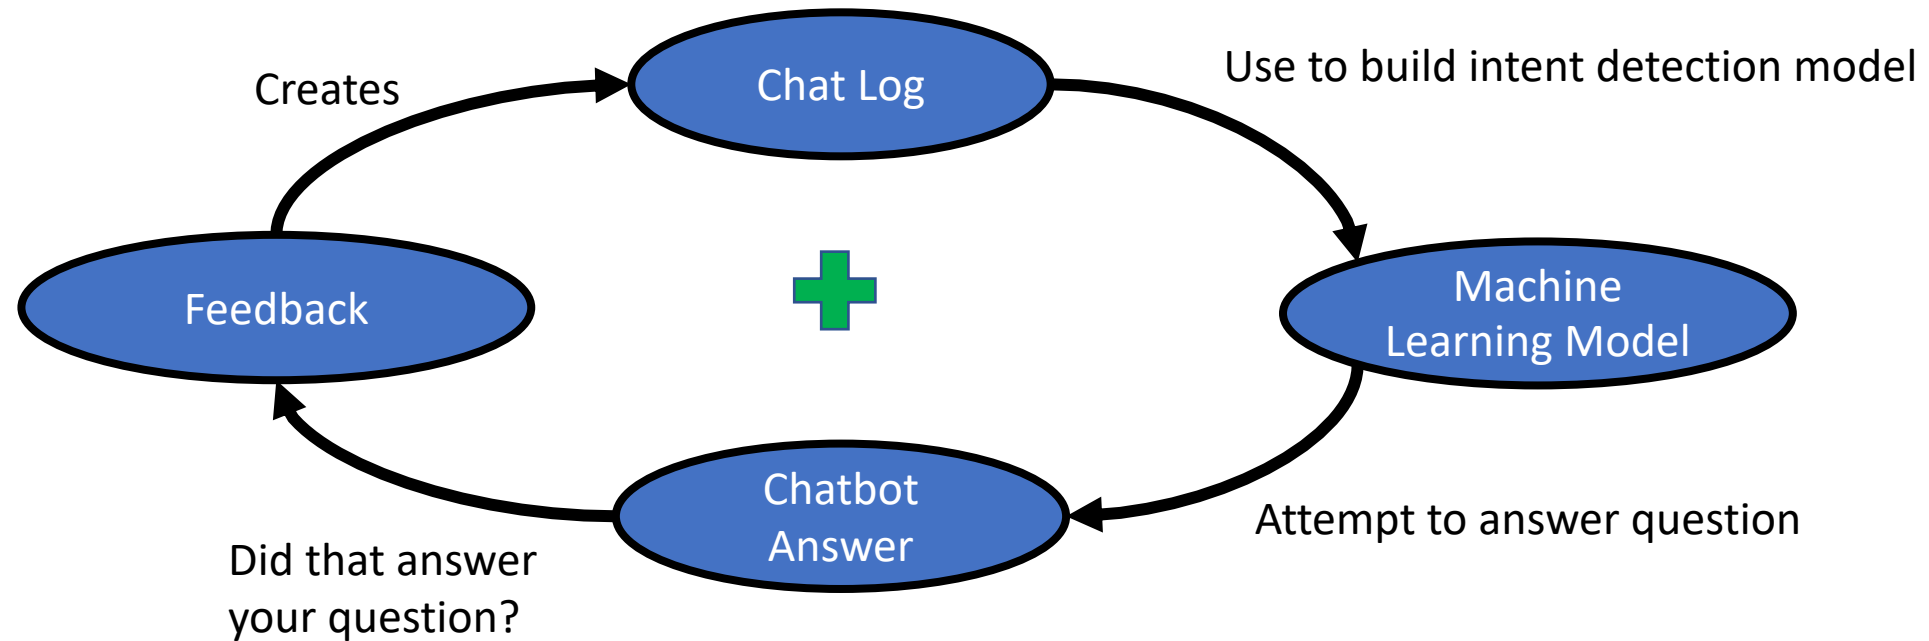 Creates
Chat Log
Use to build intent detection model
Feedback
Machine
Learning Model
Chatbot
Answer
Attempt to answer question
Did that answer
your question?